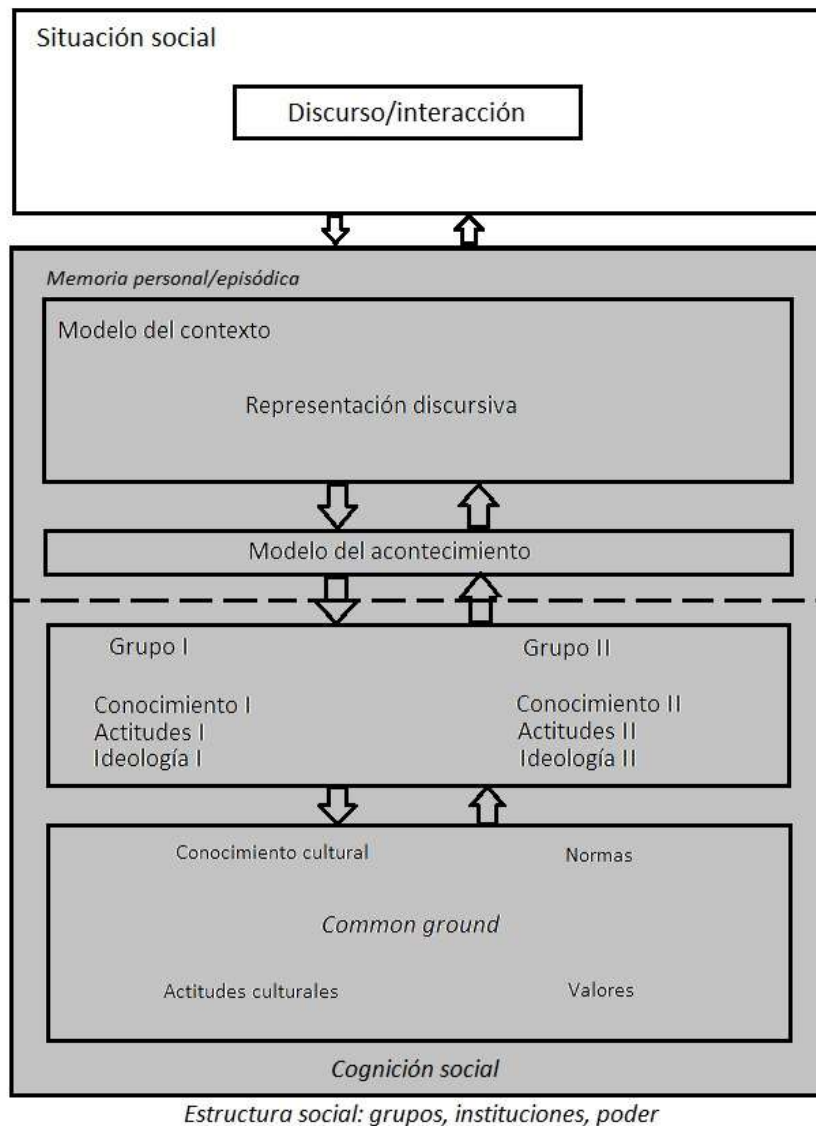 Situación social
Discurso/interacción
Memoria personal/episódica
Modelo del contexto
Representación discursiva
Modelo del acontecimiento
Grupo I
Grupo II
Conocimiento I
Actitudes I
Ideología I
Conocimiento II
Actitudes II
Ideología II
Conocimiento cultural
Normas
Common ground
Actitudes culturales
Valores
Cognición social
Estructura social: grupos, instituciones, poder